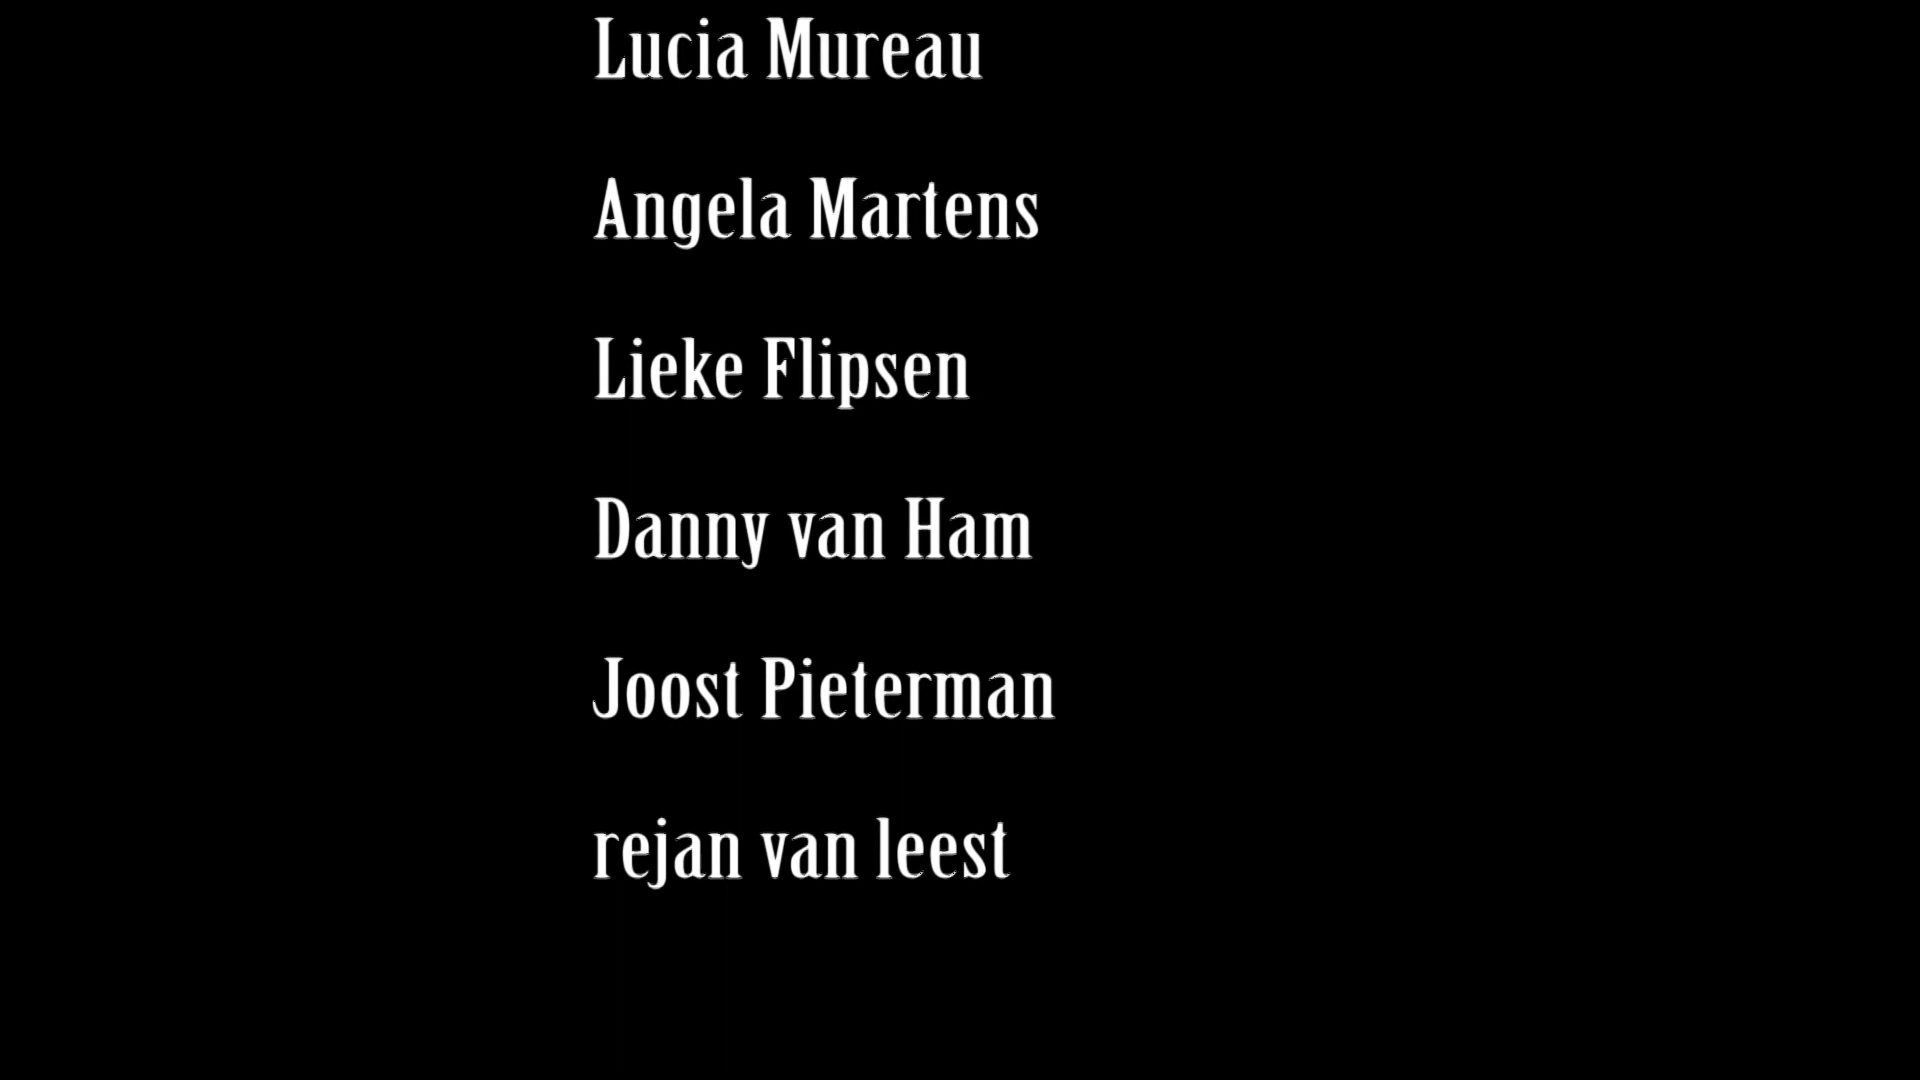 Lucia Mureau
Angela Martens
Lieke Flipsen
Danny van Ham
Joost Pieterman
rejan van leest